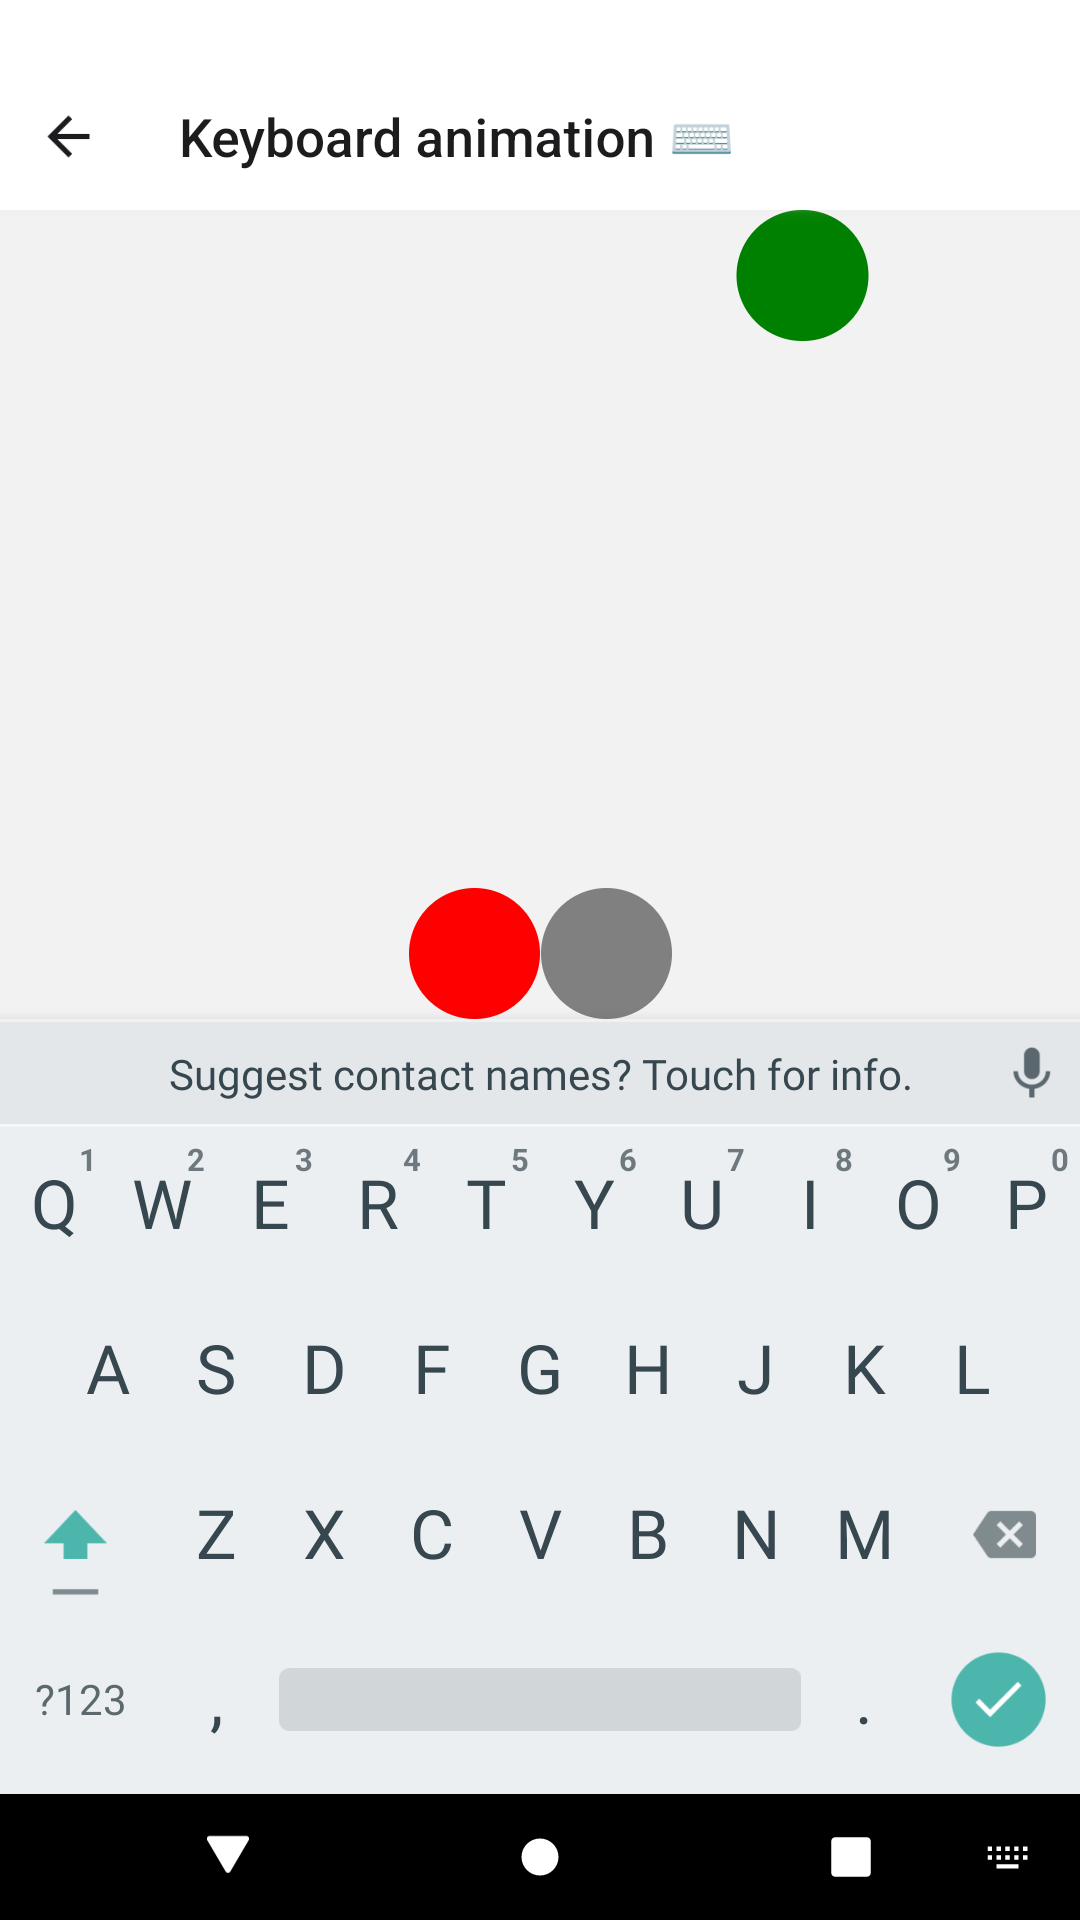 Keyboard animation ⌨️
Suggest contact names? Touch for info.
1 2 3 4 5 6 7 8 9 0
Q W E R T Y U I O P
A S D F G H J K L
Z X C V B N M
?123 , .